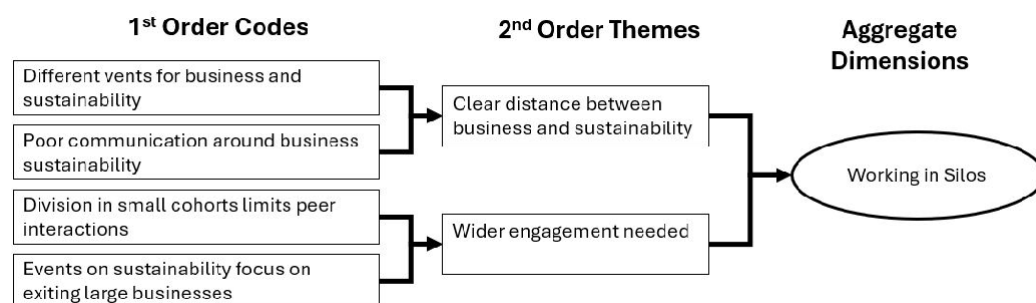 1st Order Codes
2nd Order Themes
Aggregate
Dimensions
Different vents for business and
sustainability
Poor communication around business
sustainability
Division in small cohorts limits peer
interactions
Events on sustainability focus on
exiting large businesses
Clear distance between
business and sustainability
Wider engagement needed
Working in Silos